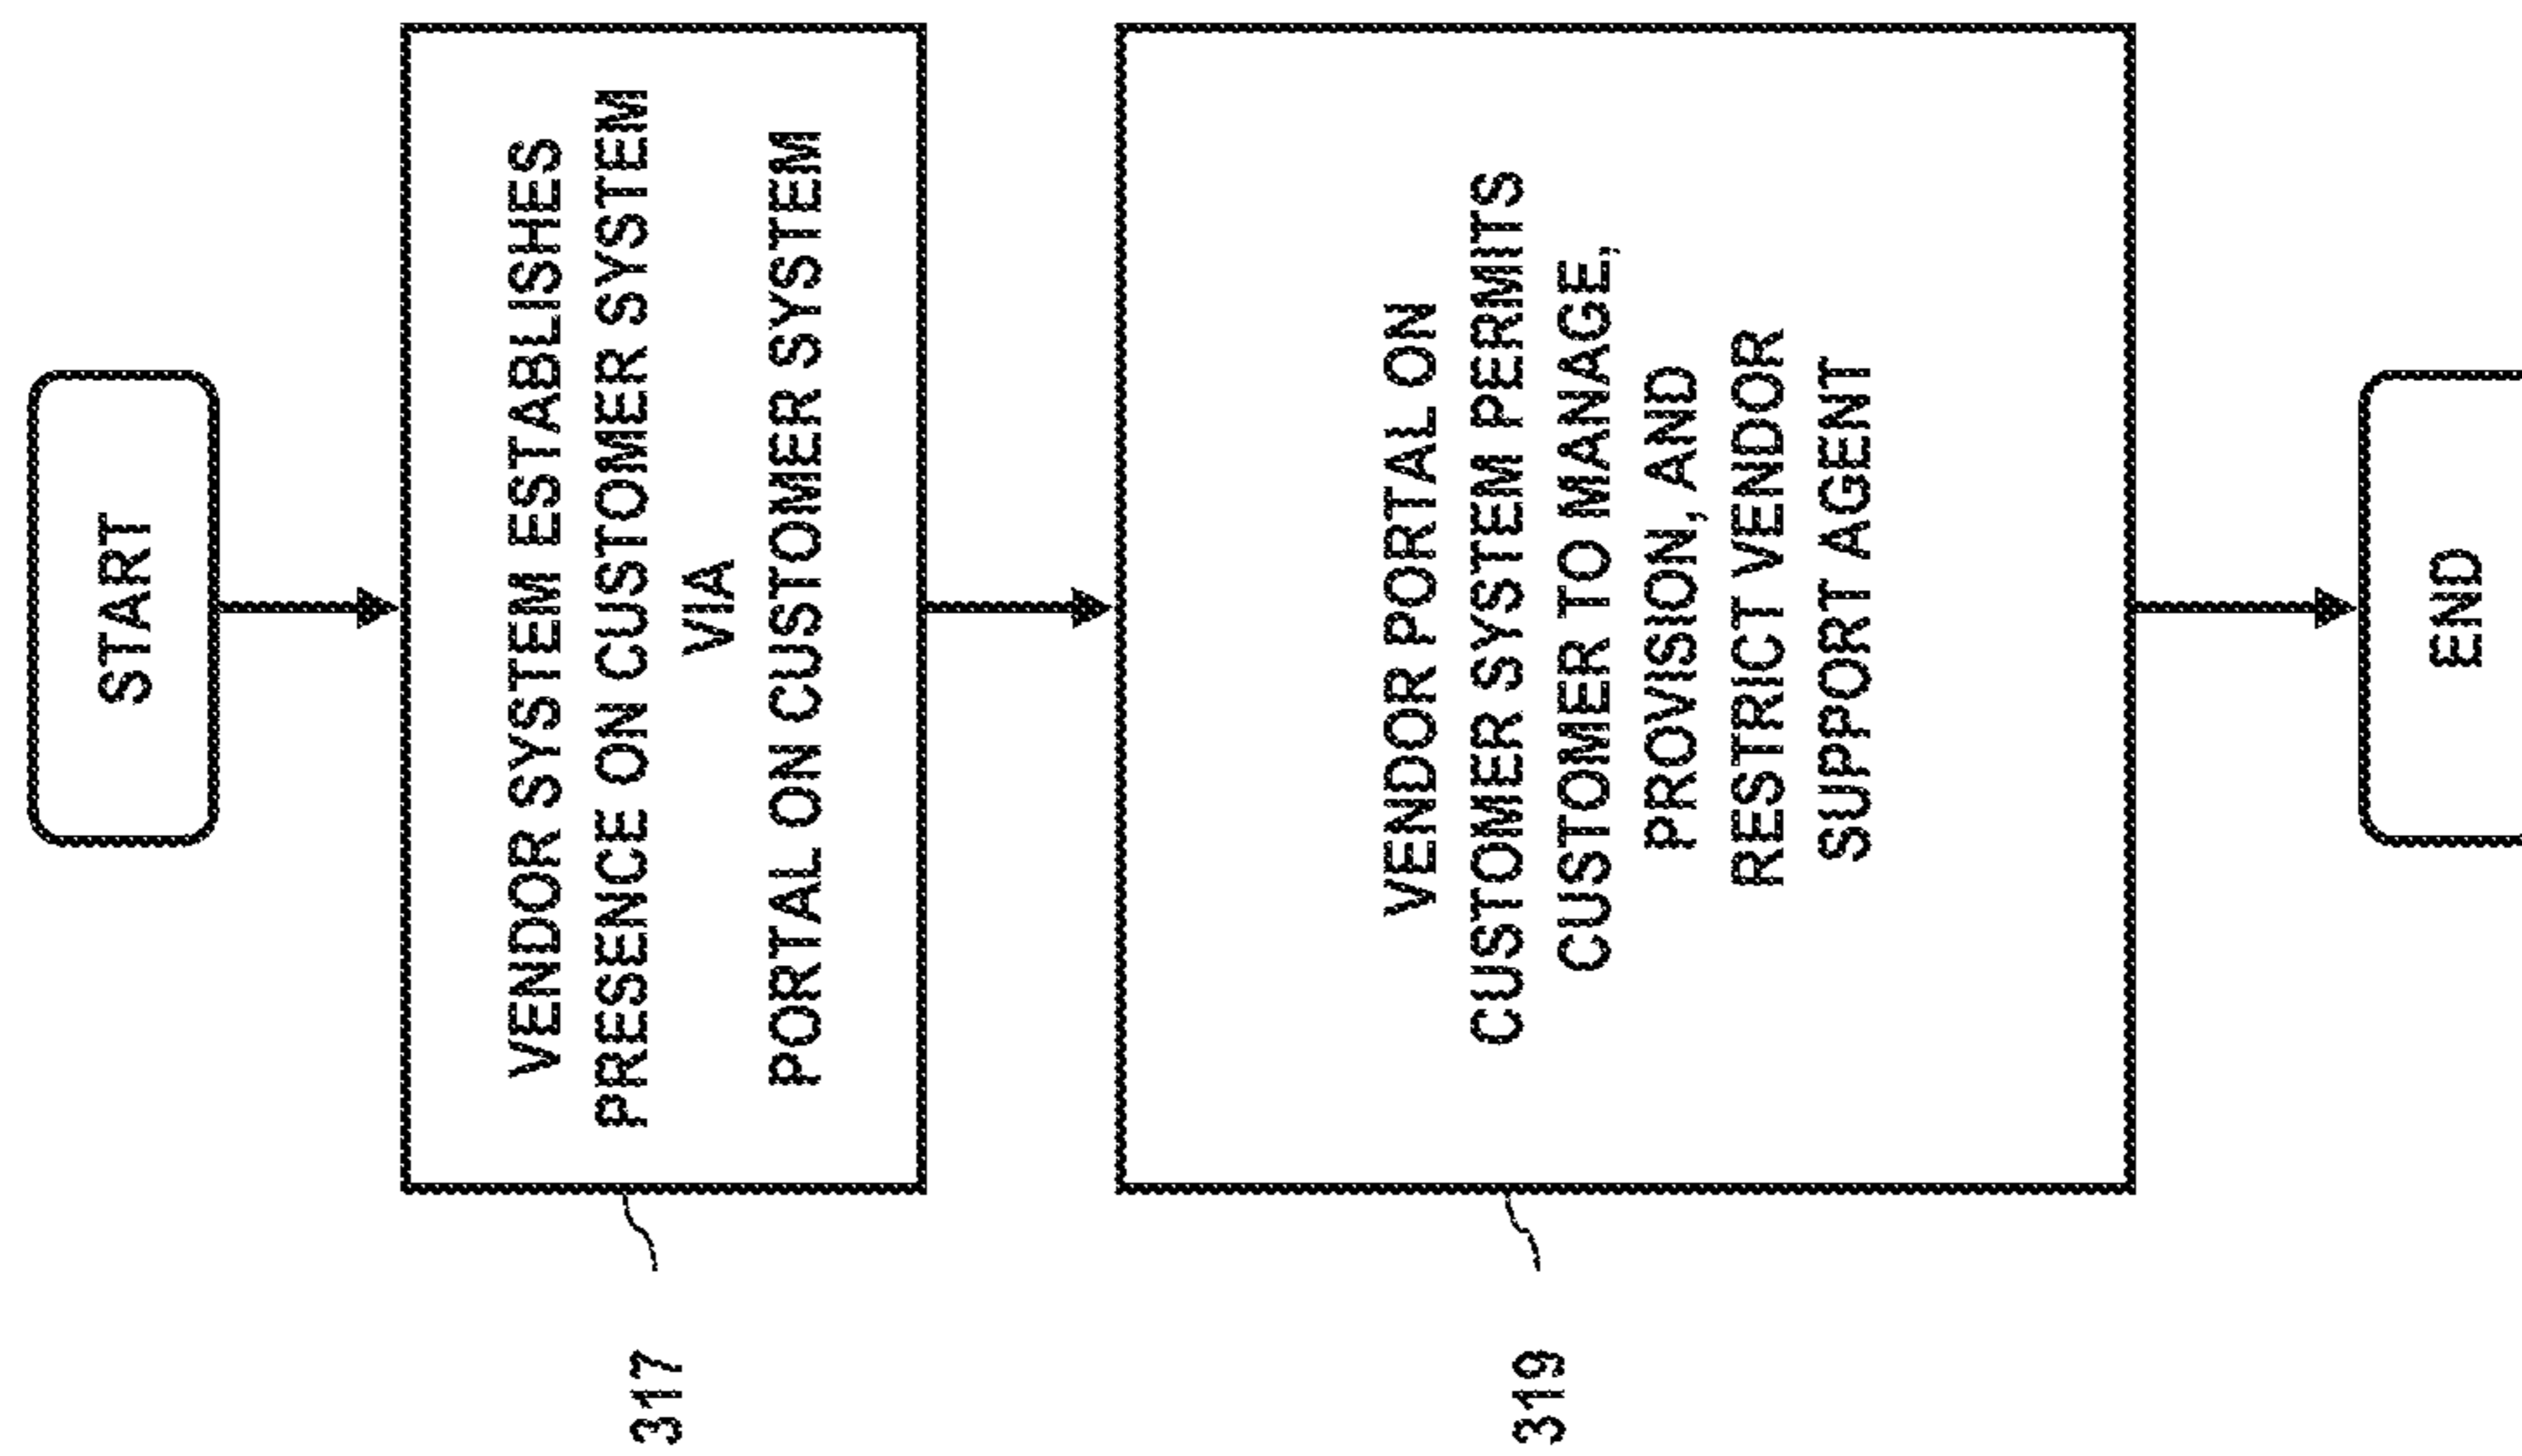 START
VENDOR SYSTEM ESTABLISHES
PRESENCE ON CUSTOMER SYSTEM
VIA
PORTAL ON CUSTOMER SYSTEM
317
VENDOR PORTAL ON
CUSTOMER SYSTEM PERMITS
CUSTOMER TO MANAGE,
PROVISION, AND
RESTRICT VENDOR
SUPPORT AGENT
319
END